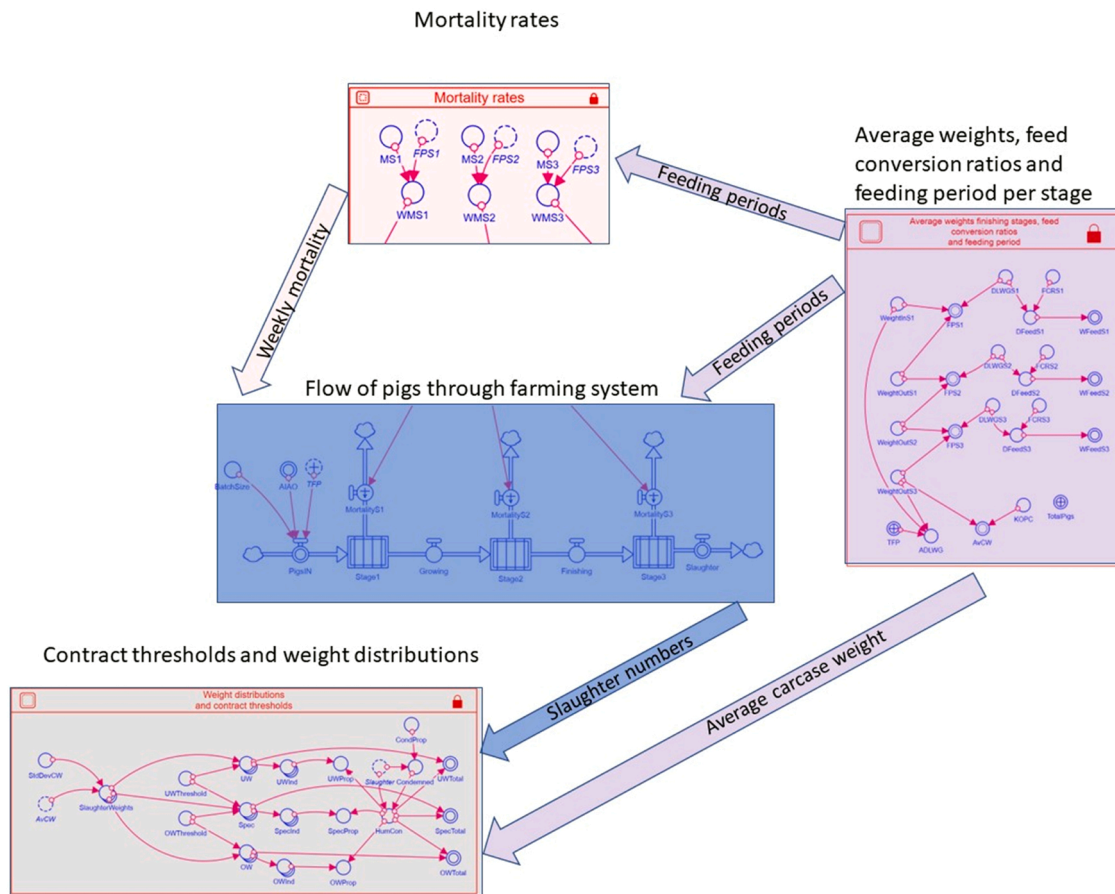 Mortality rates
Mortality rates
MS1
FPS1
MS2
FPS2
MS3
FPS3
WMS1
WMS2
WMS3
Average weights, feed
conversion ratios and
feeding period per stage
Feeding periods
Feeding periods
Weekly mortality
Average weights finishing stages, feed
conversion ratios
and feeding period
DLWGS1
FCRS1
WeightInS1
FPS1
DFeedS1
WFeedS1
DLWGS2
FCRS2
WeightOutS1
FPS2
DFeedS2
WFeedS2
DLWGS3
FCRS3
WeightOutS2
FPS3
DFeedS3
WFeedS3
WeightOutS3
KOPC
TotalPigs
TFP
ADLWG
AvCW
Flow of pigs through farming system
BatchSize
AIAO
TFP
MortalityS1
MortalityS2
MortalityS3
PigsIN
Stage1
Growing
Stage2
Finishing
Stage3
Slaughter
Slaughter numbers
Average carcase weight
Contract thresholds and weight distributions
Weight distributions
and contract thresholds
CondProp
StdDevCW
UWThreshold
UW
UWInd
UWProp
Slaughter
Condemned
UWTotal
AvCW
SlaughterWeights
OWThreshold
Spec
SpecInd
SpecProp
HumCon
SpecTotal
OW
OWInd
OWProp
OWTotal